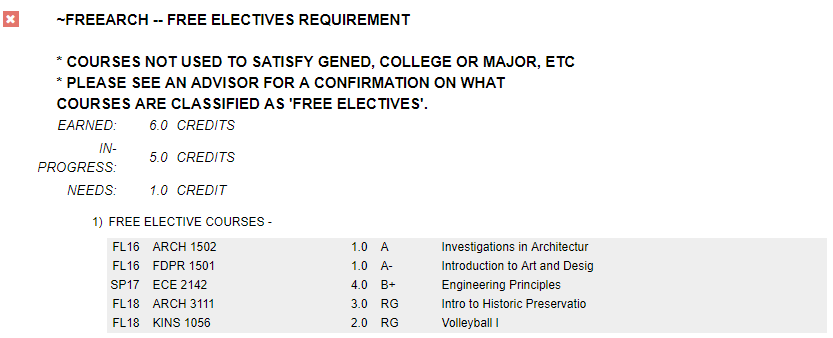 ~FREEARCH -- FREE ELECTIVES REQUIREMENT
* COURSES NOT USED TO SATISFY GENED, COLLEGE OR MAJOR, ETC
* PLEASE SEE AN ADVISOR FOR A CONFIRMATION ON WHAT
COURSES ARE CLASSIFIED AS 'FREE ELECTIVES'.
EARNED: 6.0 CREDITS
IN-
PROGRESS: 5.0 CREDITS
NEEDS: 1.0 CREDIT
1) FREE ELECTIVE COURSES -
FL16 ARCH 1502 1.0 A Investigations in Architectur
FL16 FDPR 1501 1.0 A- Introduction to Art and Desig
SP17 ECE 2142 4.0 B+ Engineering Principles
FL18 ARCH 3111 3.0 RG Intro to Historic Preservatio
FL18 KINS 1056 2.0 RG Volleyball I